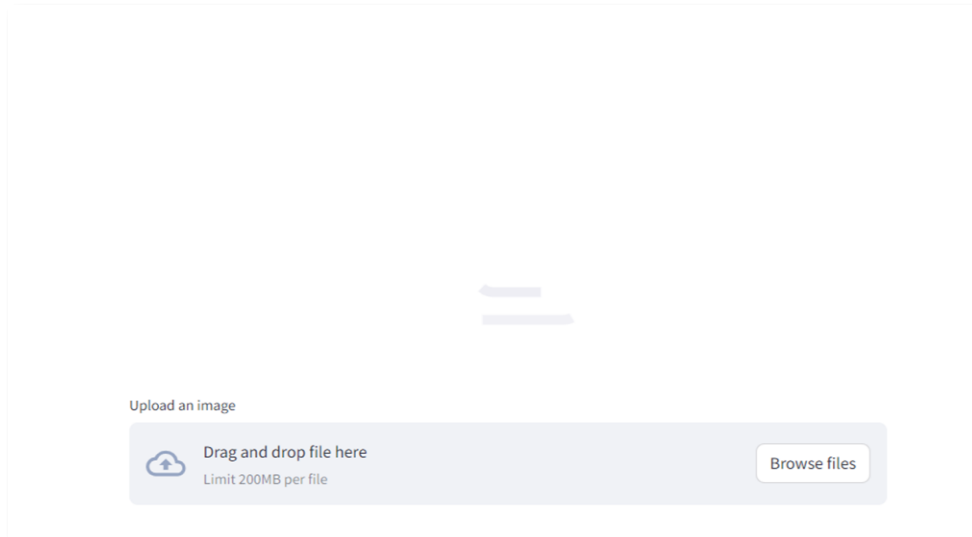 Upload an image
Drag and drop file here
Limit 200MB per file
Browse files